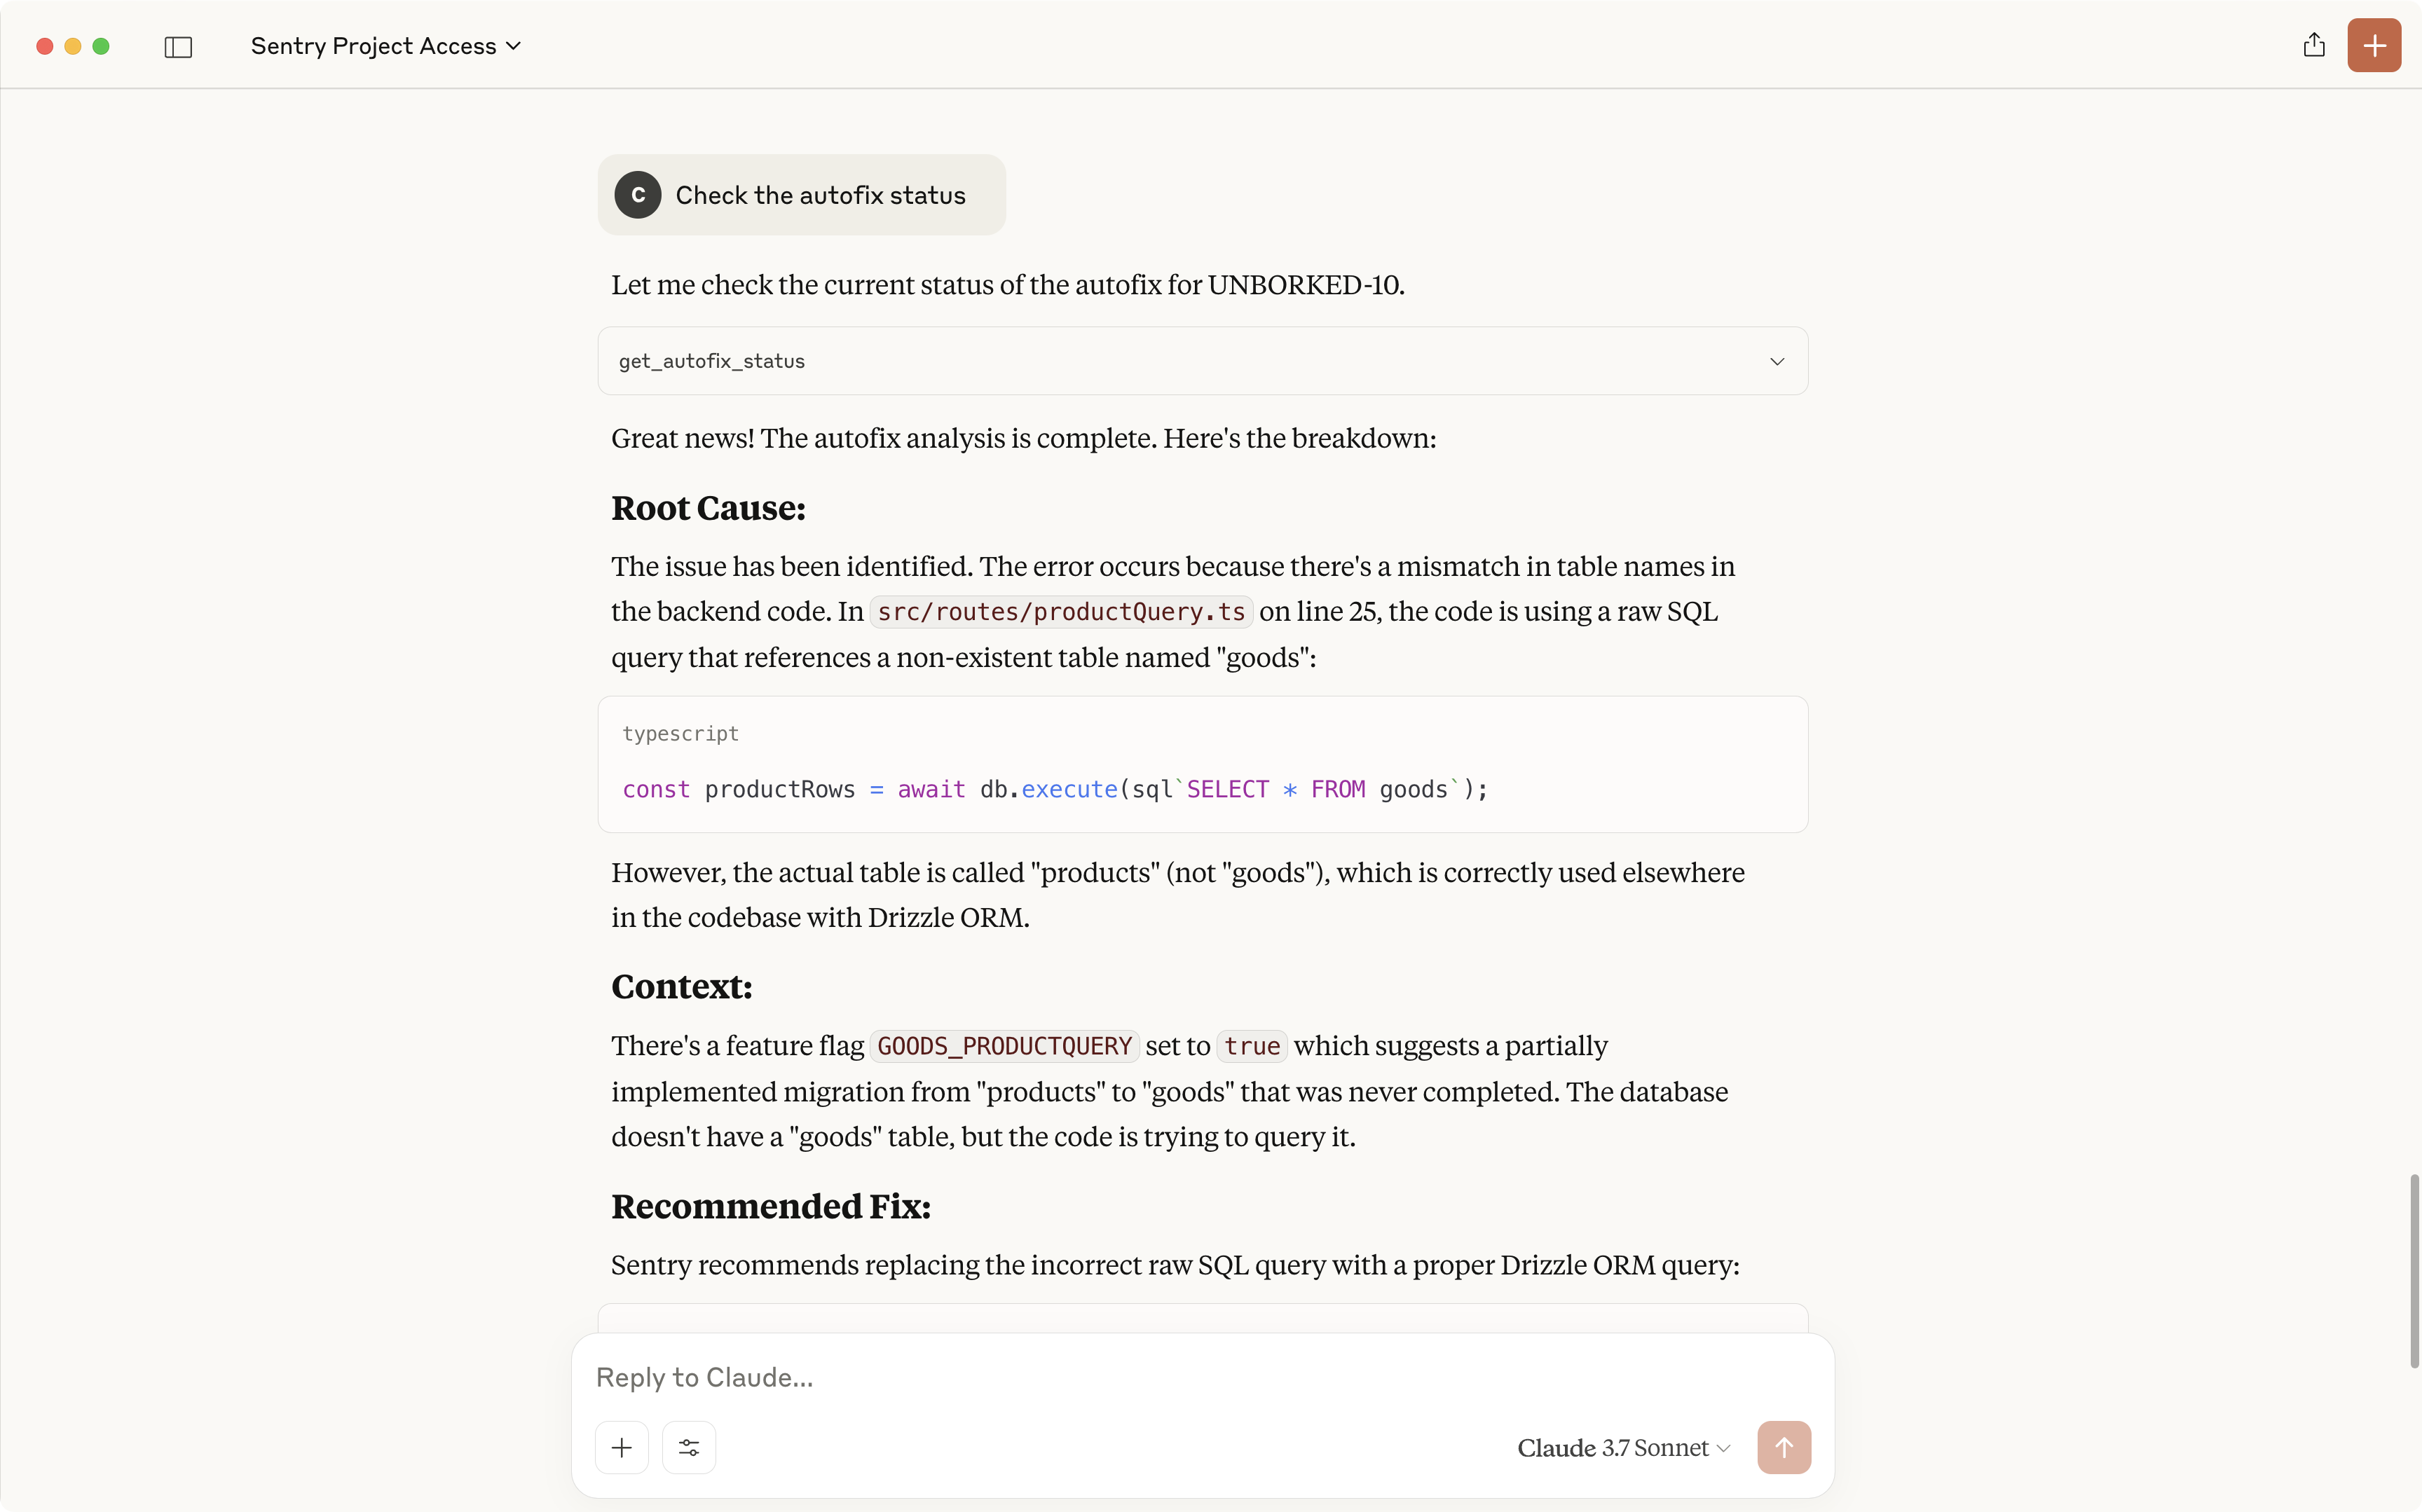 Sentry Project Access
C Check the autofix status
Let me check the current status of the autofix for UNBORKED-10.
get_autofix_status
Great news! The autofix analysis is complete. Here's the breakdown:
Root Cause:
The issue has been identified. The error occurs because there's a mismatch in table names in
the backend code. In src/routes/productQuery.ts on line 25, the code is using a raw SQL
query that references a non-existent table named "goods":
typescript
const productRows = await db.execute(sql`SELECT * FROM goods`);
However, the actual table is called "products" (not "goods"), which is correctly used elsewhere
in the codebase with Drizzle ORM.
Context:
There's a feature flag GOODS_PRODUCTQUERY set to true which suggests a partially
implemented migration from "products" to "goods" that was never completed. The database
doesn't have a "goods" table, but the code is trying to query it.
Recommended Fix:
Sentry recommends replacing the incorrect raw SQL query with a proper Drizzle ORM query:
Reply to Claude...
Claude 3.7 Sonnet